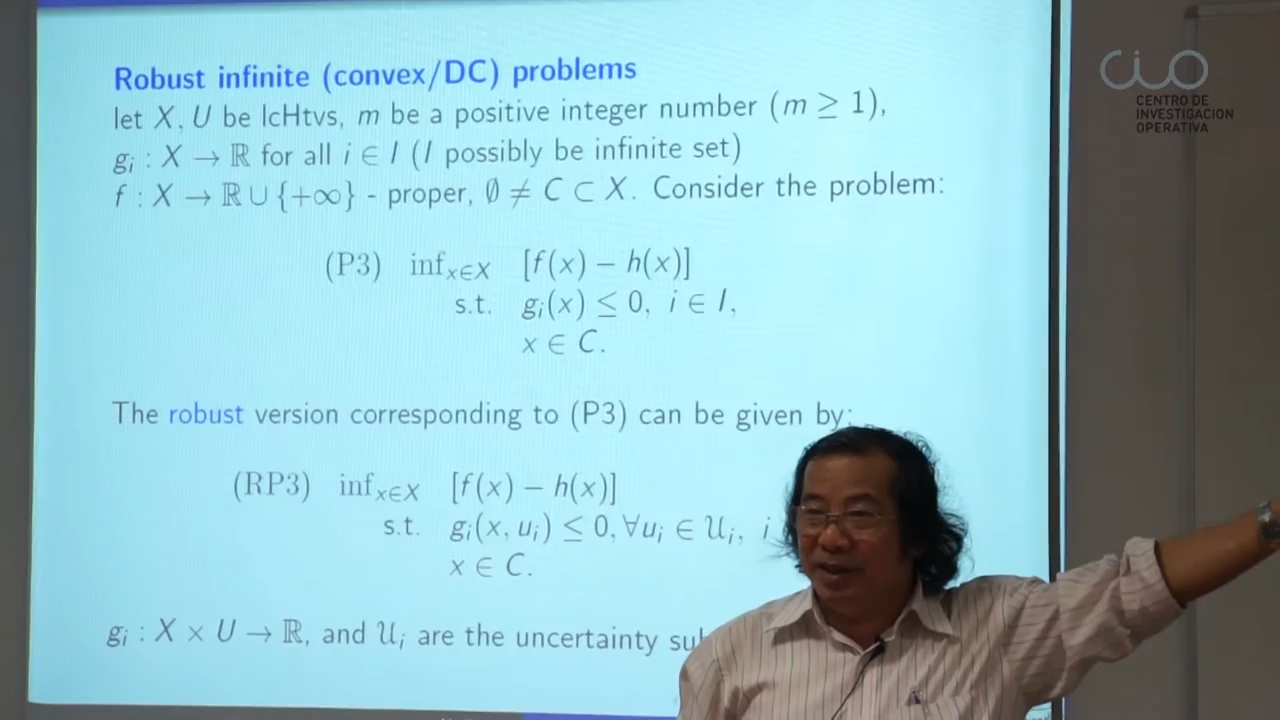 Robust infinite (convex/DC) problems
let X, U be lcHtvs, m be a positive integer number (m ≥ 1),
gᵢ : X → ℝ for all i ∈ I (I possibly be infinite set)
f : X → ℝ ∪ {+∞} - proper, ∅ ≠ C ⊂ X. Consider the problem:
(P3) inf_{x∈X} [f(x) − h(x)]
s.t. gᵢ(x) ≤ 0, i ∈ I,
x ∈ C.
The robust version corresponding to (P3) can be given by:
(RP3) inf_{x∈X} [f(x) − h(x)]
s.t. gᵢ(x, uᵢ) ≤ 0, ∀uᵢ ∈ 𝒰ᵢ, i
x ∈ C.
gᵢ : X × U → ℝ, and 𝒰ᵢ are the uncertainty
CIO
CENTRO DE
INVESTIGACION
OPERATIVA